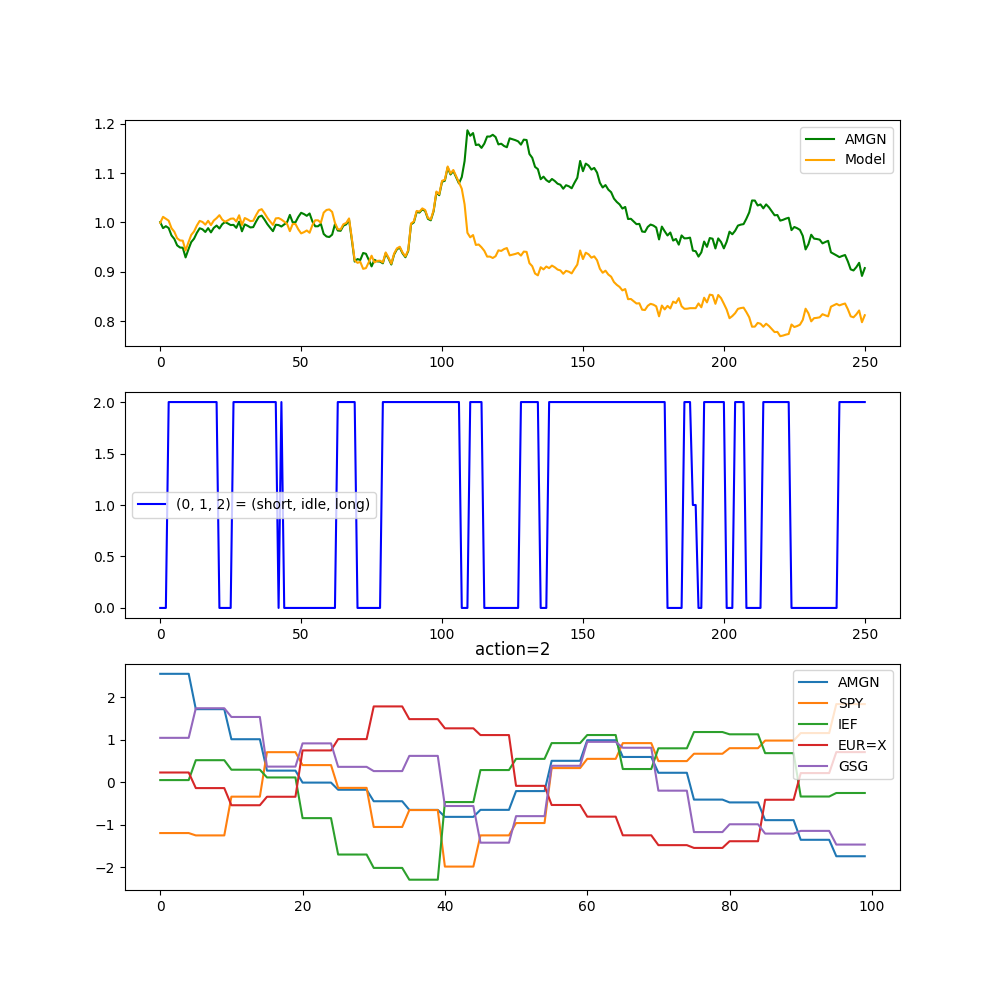 1.2
1.1
1.0
0.9
0.8
AMGN
Model
0 50 100 150 200 250
2.0
1.5
1.0
0.5
0.0
(0, 1, 2) = (short, idle, long)
0 50 100 150 200 250
action=2
2
1
0
−1
−2
AMGN
SPY
IEF
EUR=X
GSG
0 20 40 60 80 100